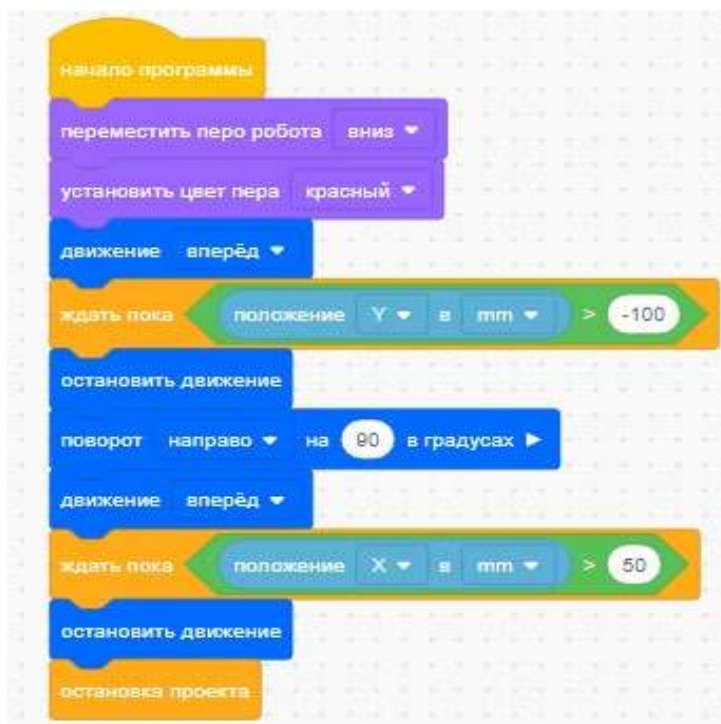 начало программы
переместить перо робота вниз
установить цвет пера красный
движение вперёд
ждать пока положение Y в mm > -100
остановить движение
поворот направо на 90 в градусах
движение вперёд
ждать пока положение X в mm > 50
остановить движение
остановка проекта